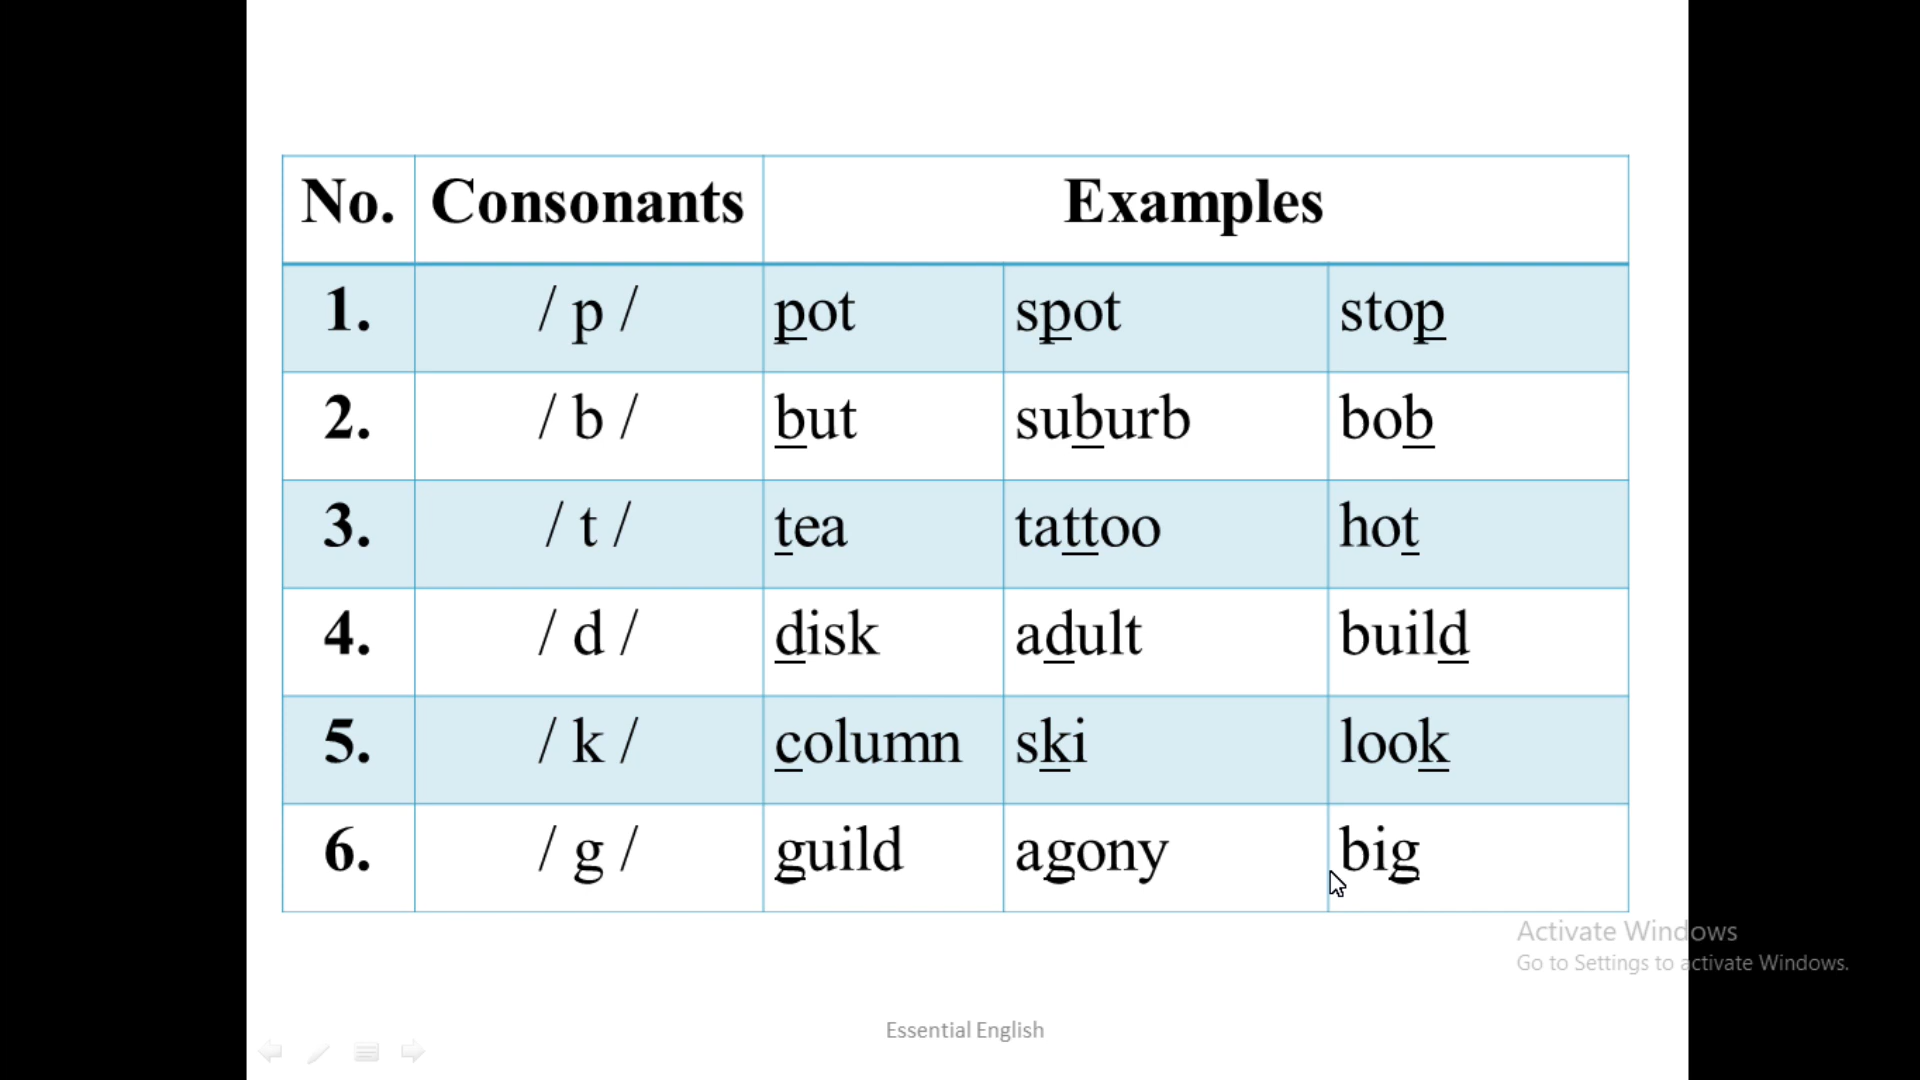 No. Consonants Examples
1. / p / pot spot stop
2. / b / but suburb bob
3. / t / tea tattoo hot
4. / d / disk adult build
5. / k / column ski look
6. / g / guild agony big
Activate Windows
Go to Settings to activate Windows.
Essential English